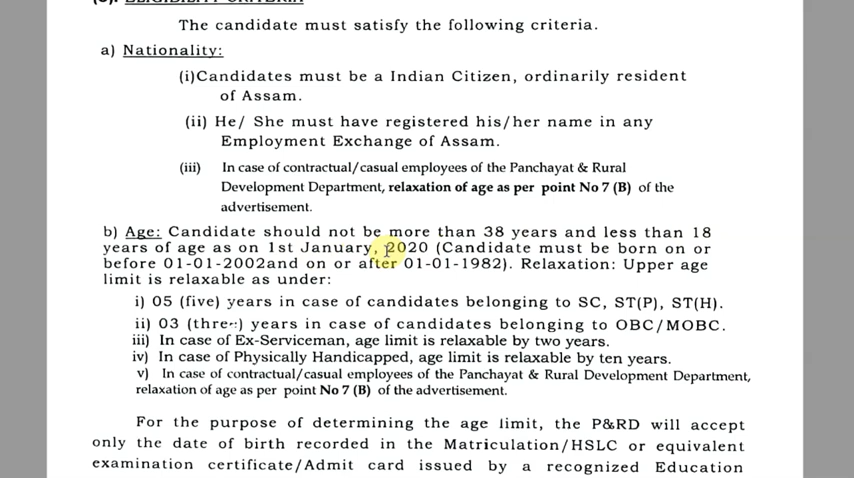 The candidate must satisfy the following criteria.
a) Nationality:
(i)Candidates must be a Indian Citizen, ordinarily resident
of Assam.
(ii) He/ She must have registered his/her name in any
Employment Exchange of Assam.
(iii) In case of contractual/casual employees of the Panchayat & Rural
Development Department, relaxation of age as per point No 7 (B) of the
advertisement.
b) Age: Candidate should not be more than 38 years and less than 18
years of age as on 1st January, 2020 (Candidate must be born on or
before 01-01-2002and on or after 01-01-1982). Relaxation: Upper age
limit is relaxable as under:
i) 05 (five) years in case of candidates belonging to SC, ST(P), ST(H).
ii) 03 (three) years in case of candidates belonging to OBC/MOBC.
iii) In case of Ex-Serviceman, age limit is relaxable by two years.
iv) In case of Physically Handicapped, age limit is relaxable by ten years.
v) In case of contractual/casual employees of the Panchayat & Rural Development Department,
relaxation of age as per point No 7 (B) of the advertisement.
For the purpose of determining the age limit, the P&RD will accept
only the date of birth recorded in the Matriculation/HSLC or equivalent
examination certificate/Admit card issued by a recognized Education